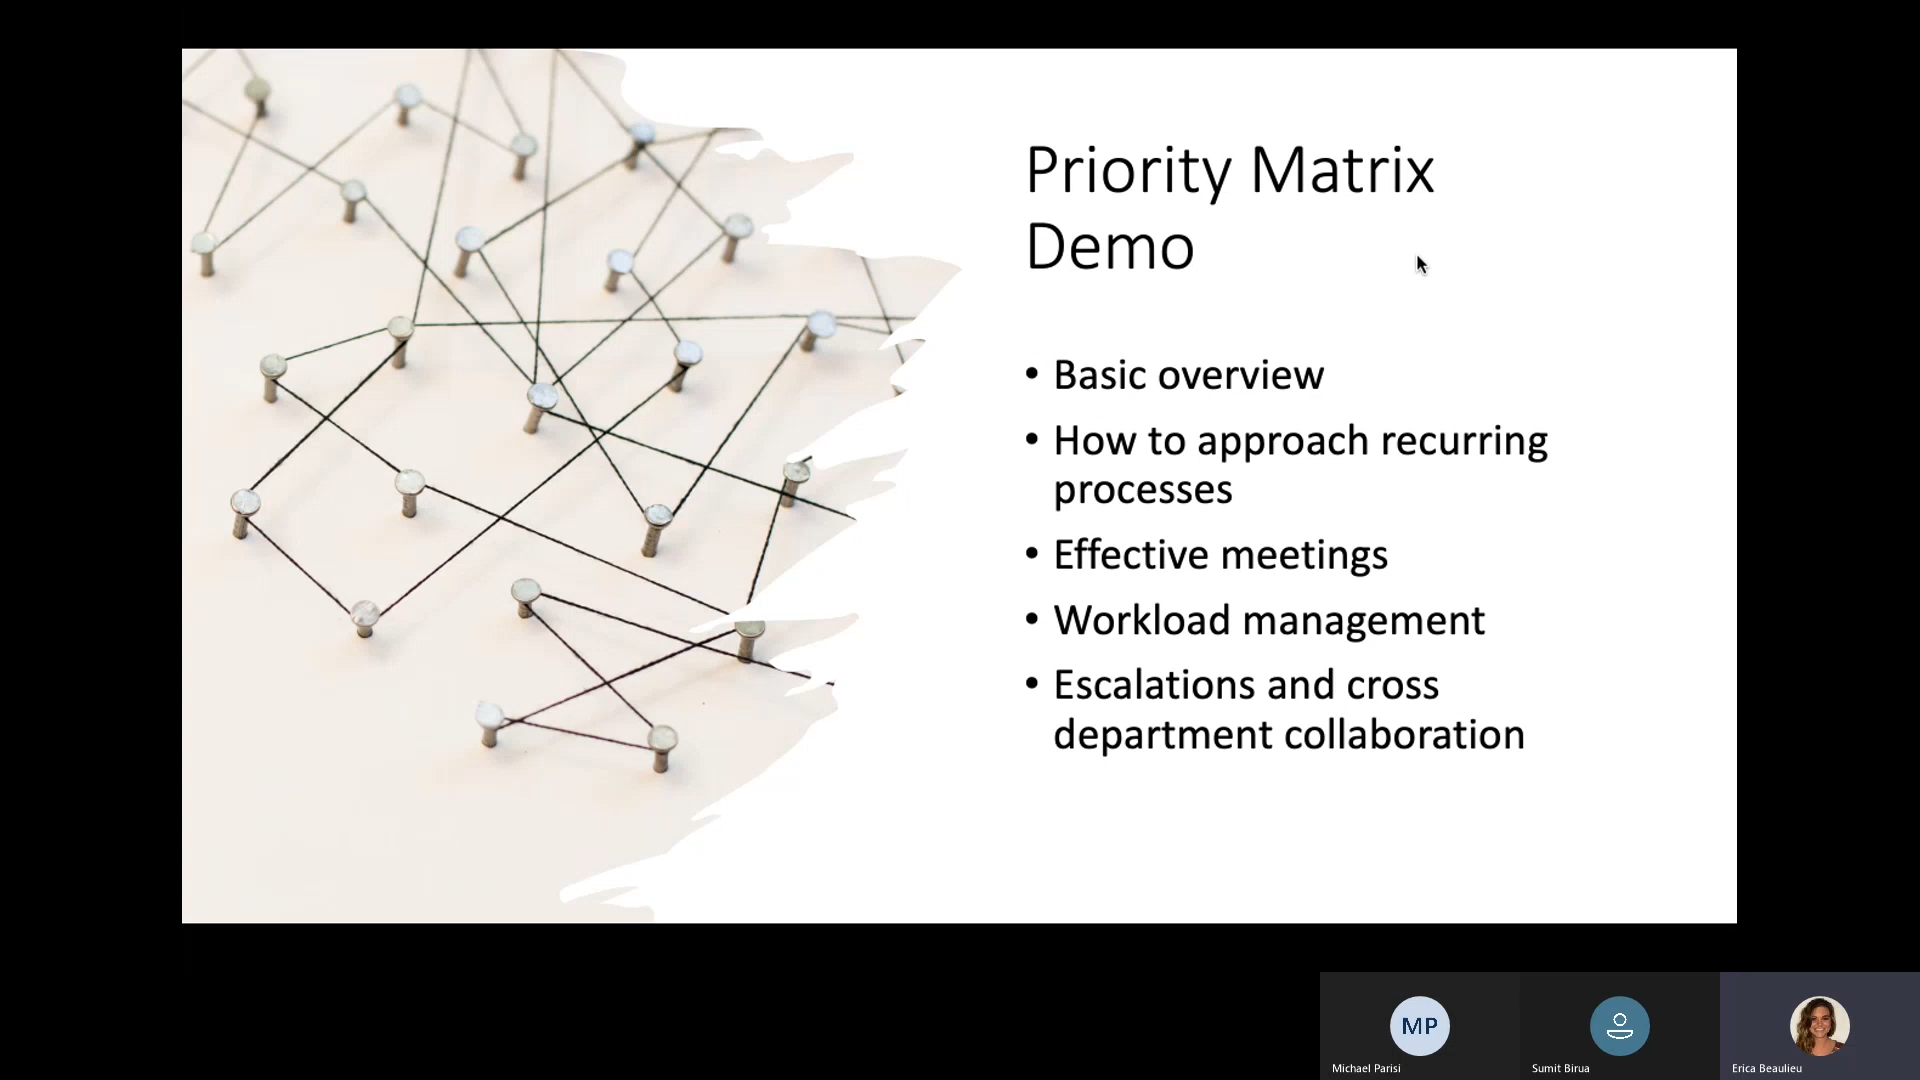 Priority Matrix
Demo
• Basic overview
• How to approach recurring
processes
• Effective meetings
• Workload management
• Escalations and cross
department collaboration
MP
Michael Parisi
Sumit Birua
Erica Beaulieu